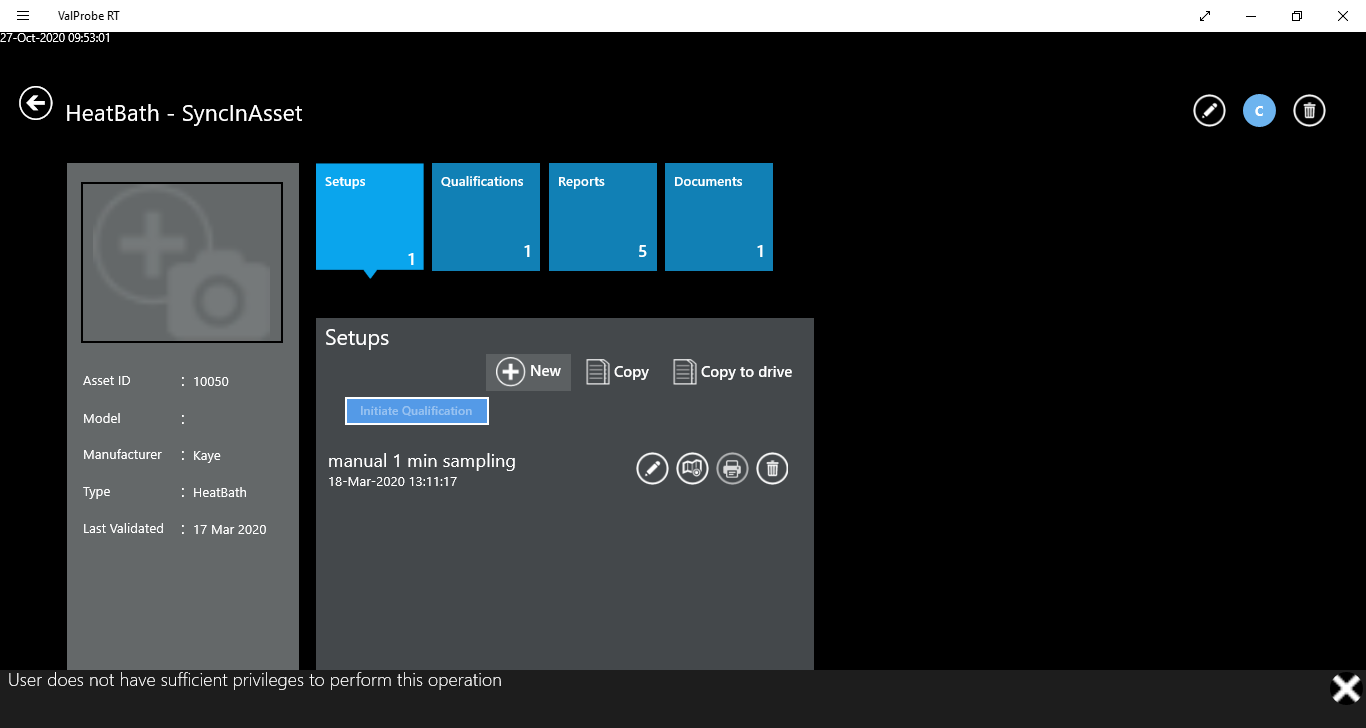 ValProbe RT
27-Oct-2020 09:53:01
HeatBath - SyncInAsset
C
Setups
1
Qualifications
1
Reports
5
Documents
1
Asset ID : 10050
Model :
Manufacturer : Kaye
Type : HeatBath
Last Validated : 17 Mar 2020
Setups
New Copy Copy to drive
Initiate Qualification
manual 1 min sampling
18-Mar-2020 13:11:17
User does not have sufficient privileges to perform this operation